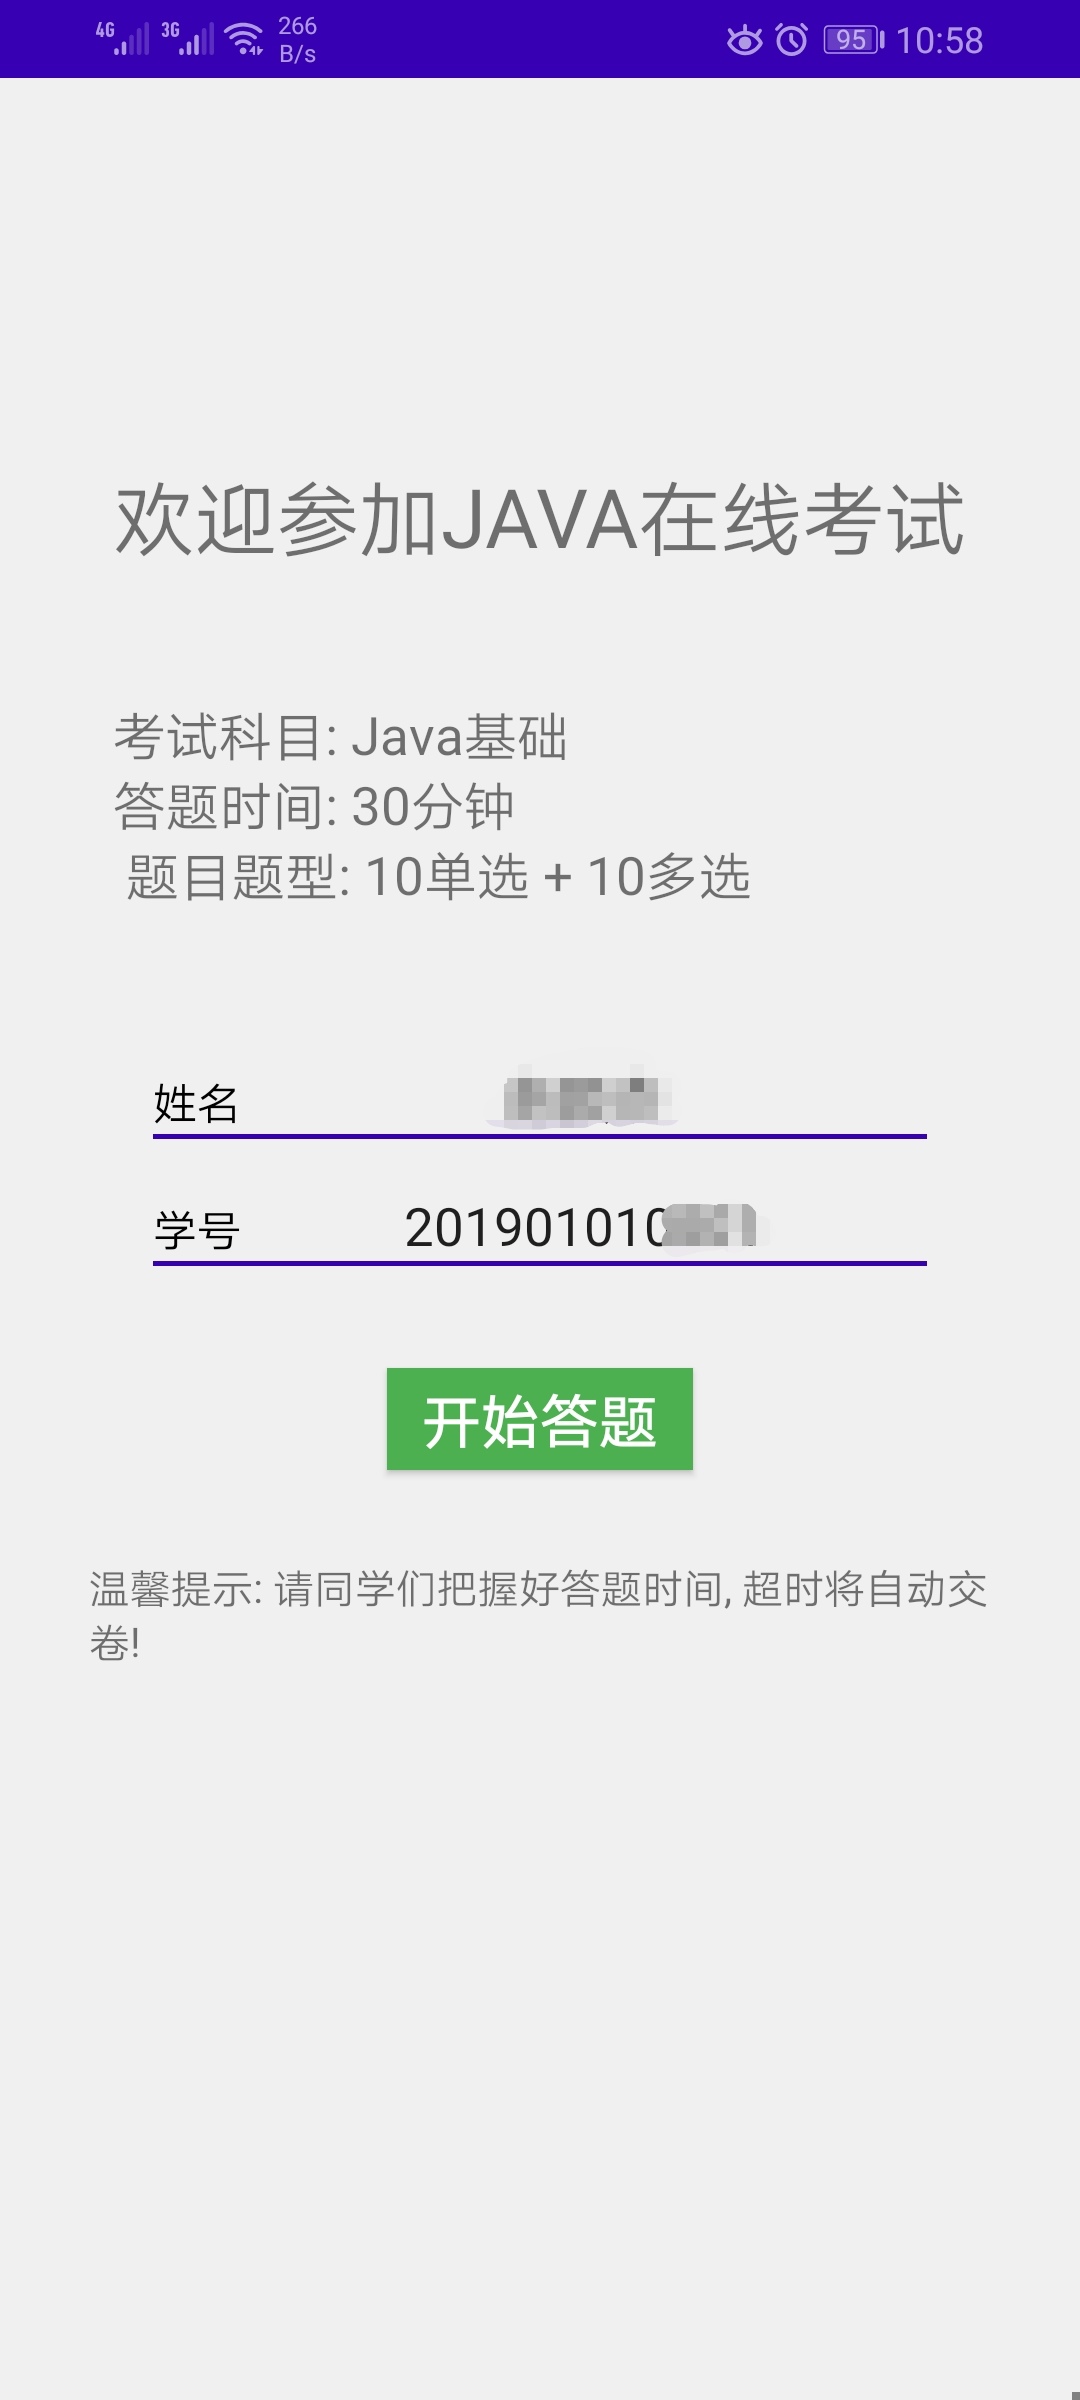 4G 3G 266 B/s 95 10:58
欢迎参加JAVA在线考试
考试科目: Java基础
答题时间: 30分钟
题目题型: 10单选 + 10多选
姓名
学号 201901010
开始答题
温馨提示: 请同学们把握好答题时间, 超时将自动交
卷!